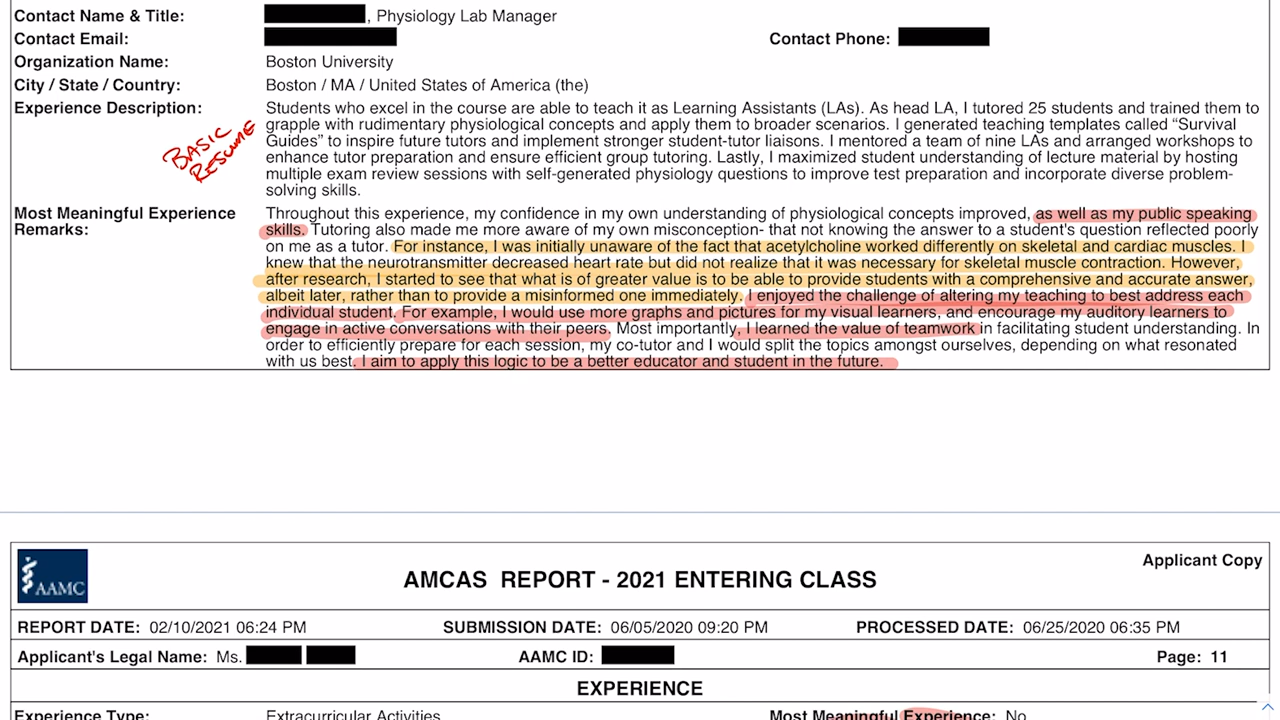 Contact Name & Title: , Physiology Lab Manager
Contact Email: Contact Phone:
Organization Name: Boston University
City / State / Country: Boston / MA / United States of America (the)
Experience Description: Students who excel in the course are able to teach it as Learning Assistants (LAs). As head LA, I tutored 25 students and trained them to
grapple with rudimentary physiological concepts and apply them to broader scenarios. I generated teaching templates called “Survival
Guides” to inspire future tutors and implement stronger student-tutor liaisons. I mentored a team of nine LAs and arranged workshops to
enhance tutor preparation and ensure efficient group tutoring. Lastly, I maximized student understanding of lecture material by hosting
multiple exam review sessions with self-generated physiology questions to improve test preparation and incorporate diverse problem-
solving skills.
BASIC
RESUME
Most Meaningful Experience Throughout this experience, my confidence in my own understanding of physiological concepts improved, as well as my public speaking
Remarks: skills. Tutoring also made me more aware of my own misconception- that not knowing the answer to a student's question reflected poorly
on me as a tutor. For instance, I was initially unaware of the fact that acetylcholine worked differently on skeletal and cardiac muscles. I
knew that the neurotransmitter decreased heart rate but did not realize that it was necessary for skeletal muscle contraction. However,
after research, I started to see that what is of greater value is to be able to provide students with a comprehensive and accurate answer,
albeit later, rather than to provide a misinformed one immediately. I enjoyed the challenge of altering my teaching to best address each
individual student. For example, I would use more graphs and pictures for my visual learners, and encourage my auditory learners to
engage in active conversations with their peers. Most importantly, I learned the value of teamwork in facilitating student understanding. In
order to efficiently prepare for each session, my co-tutor and I would split the topics amongst ourselves, depending on what resonated
with us best. I aim to apply this logic to be a better educator and student in the future.
AAMC
Applicant Copy
AMCAS REPORT - 2021 ENTERING CLASS
REPORT DATE: 02/10/2021 06:24 PM SUBMISSION DATE: 06/05/2020 09:20 PM PROCESSED DATE: 06/25/2020 06:35 PM
Applicant's Legal Name: Ms. AAMC ID: Page: 11
EXPERIENCE
Experience Type: Extracurricular Activities Most Meaningful Experience: No